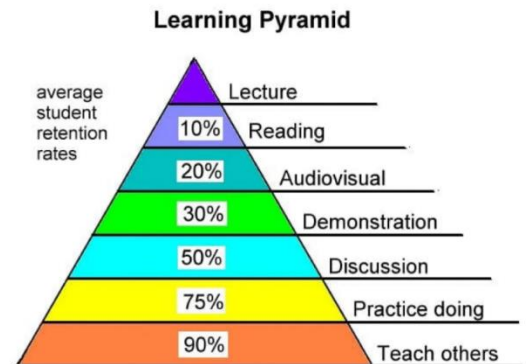 Learning Pyramid
average
student
retention
rates
Lecture
10% Reading
20% Audiovisual
30% Demonstration
50% Discussion
75% Practice doing
90% Teach others